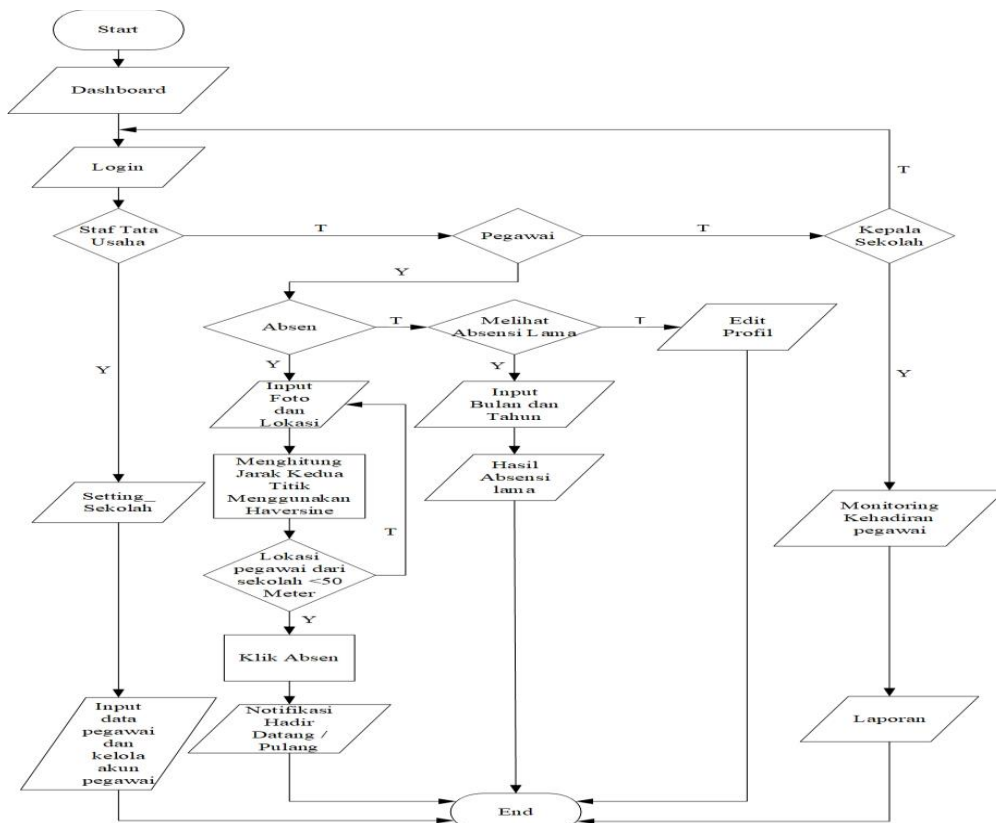 Start
Dashboard
Login
T
Staf Tata
Usaha
T
Pegawai
T
Kepala
Sekolah
Y
Absen
T
Melihat
Absensi Lama
T
Edit
Profil
Y
Y
Y
Y
Input
Foto
dan
Lokasi
Input
Bulan dan
Tahun
Menghitung
Jarak Kedua
Titik
Menggunakan
Haversine
Hasil
Absensi
lama
Setting_
Sekolah
Monitoring
Kehadiran
pegawai
T
Lokasi
pegawai dari
sekolah <50
Meter
Y
Klik Absen
Input
data
pegawai
dan
kelola
akun
pegawai
Notifikasi
Hadir
Datang /
Pulang
Laporan
End